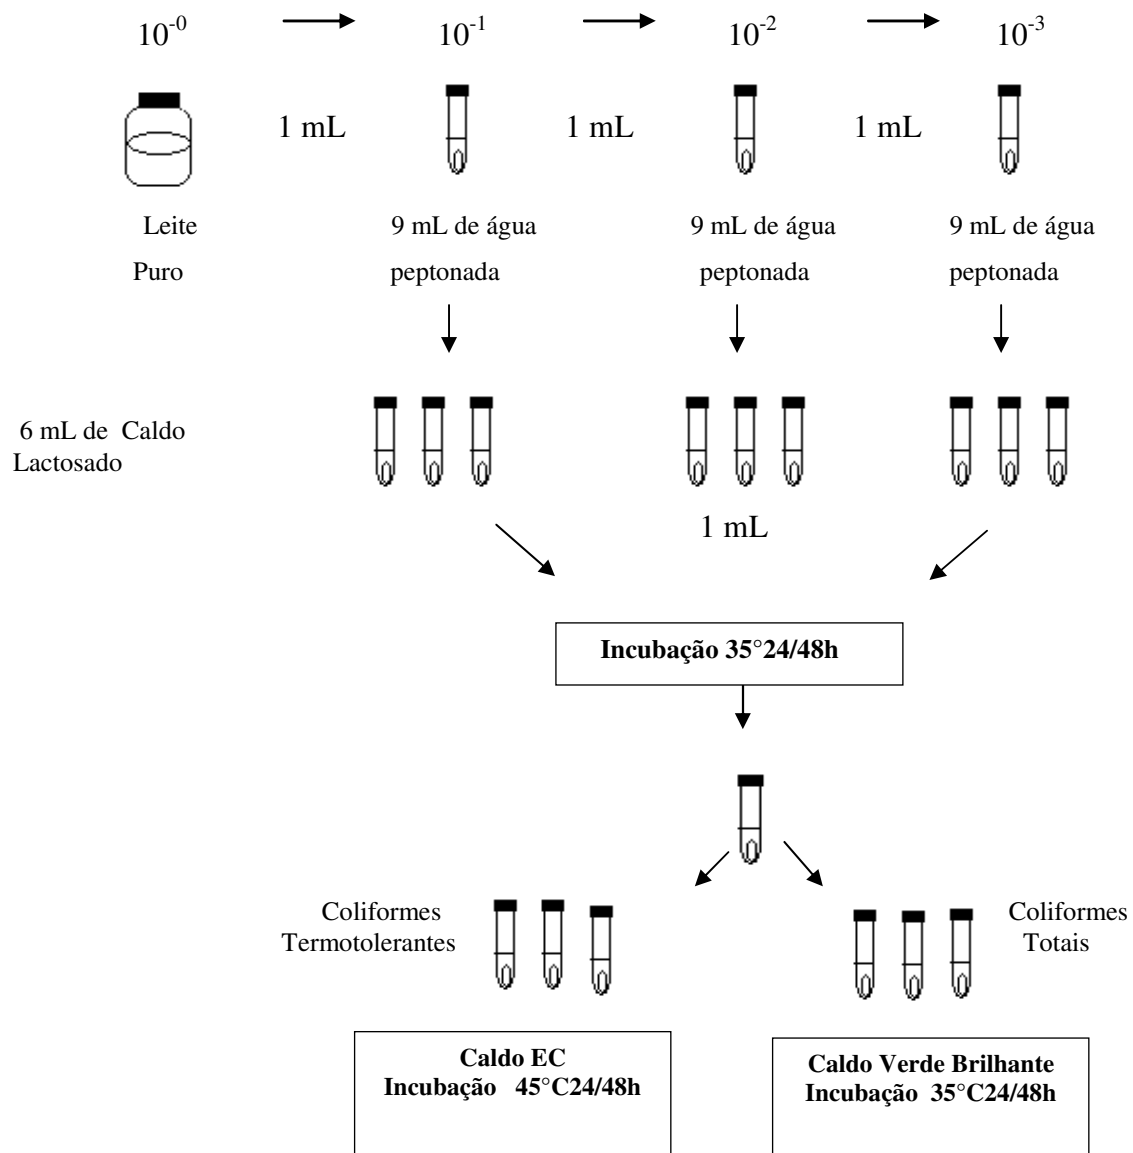 10⁻⁰ 10⁻¹ 10⁻² 10⁻³
1 mL 1 mL 1 mL
Leite 9 mL de água 9 mL de água 9 mL de água
Puro peptonada peptonada peptonada
6 mL de Caldo
Lactosado
1 mL
Incubação 35°24/48h
Coliformes
Termotolerantes
Coliformes
Totais
Caldo EC
Incubação 45°C24/48h
Caldo Verde Brilhante
Incubação 35°C24/48h